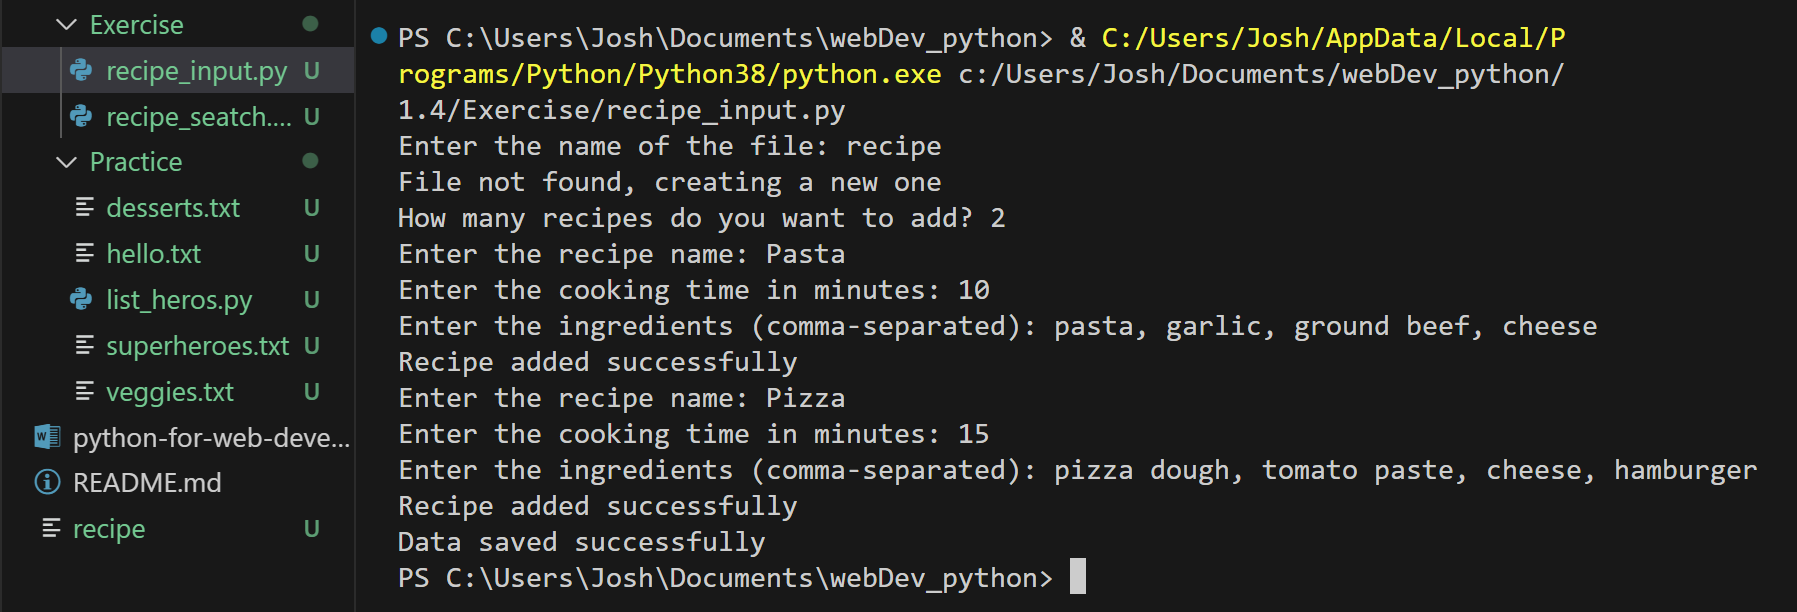 Exercise
recipe_input.py U
recipe_seatch.... U
Practice
desserts.txt U
hello.txt U
list_heros.py U
superheroes.txt U
veggies.txt U
python-for-web-deve...
README.md
recipe U
PS C:\Users\Josh\Documents\webDev_python> & C:/Users/Josh/AppData/Local/P
rograms/Python/Python38/python.exe c:/Users/Josh/Documents/webDev_python/
1.4/Exercise/recipe_input.py
Enter the name of the file: recipe
File not found, creating a new one
How many recipes do you want to add? 2
Enter the recipe name: Pasta
Enter the cooking time in minutes: 10
Enter the ingredients (comma-separated): pasta, garlic, ground beef, cheese
Recipe added successfully
Enter the recipe name: Pizza
Enter the cooking time in minutes: 15
Enter the ingredients (comma-separated): pizza dough, tomato paste, cheese, hamburger
Recipe added successfully
Data saved successfully
PS C:\Users\Josh\Documents\webDev_python>